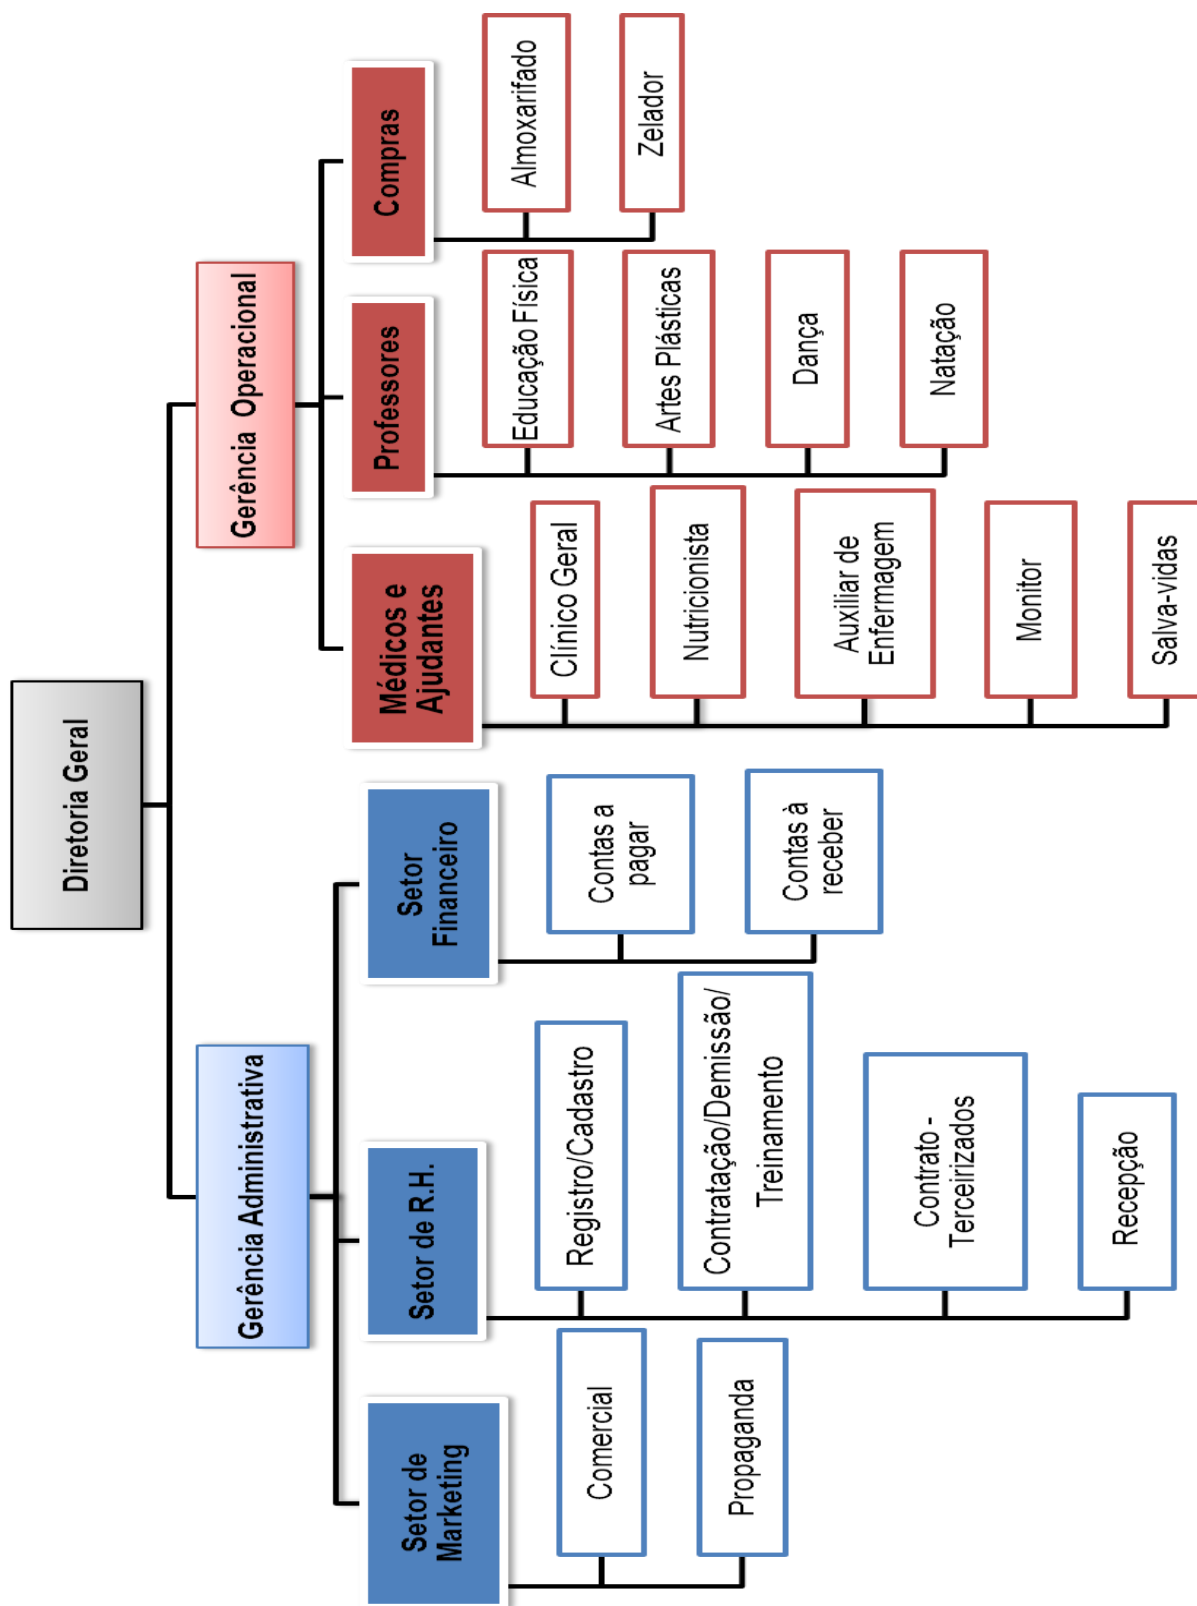 Diretoria Geral
Gerência Administrativa
Gerência Operacional
Setor de
Marketing
Setor de R.H.
Setor
Financeiro
Médicos e
Ajudantes
Professores
Compras
Comercial
Propaganda
Registro/Cadastro
Contratação/Demissão/
Treinamento
Contrato -
Terceirizados
Recepção
Contas a
pagar
Contas à
receber
Clínico Geral
Nutricionista
Auxiliar de
Enfermagem
Monitor
Salva-vidas
Educação Física
Artes Plásticas
Dança
Natação
Almoxarifado
Zelador